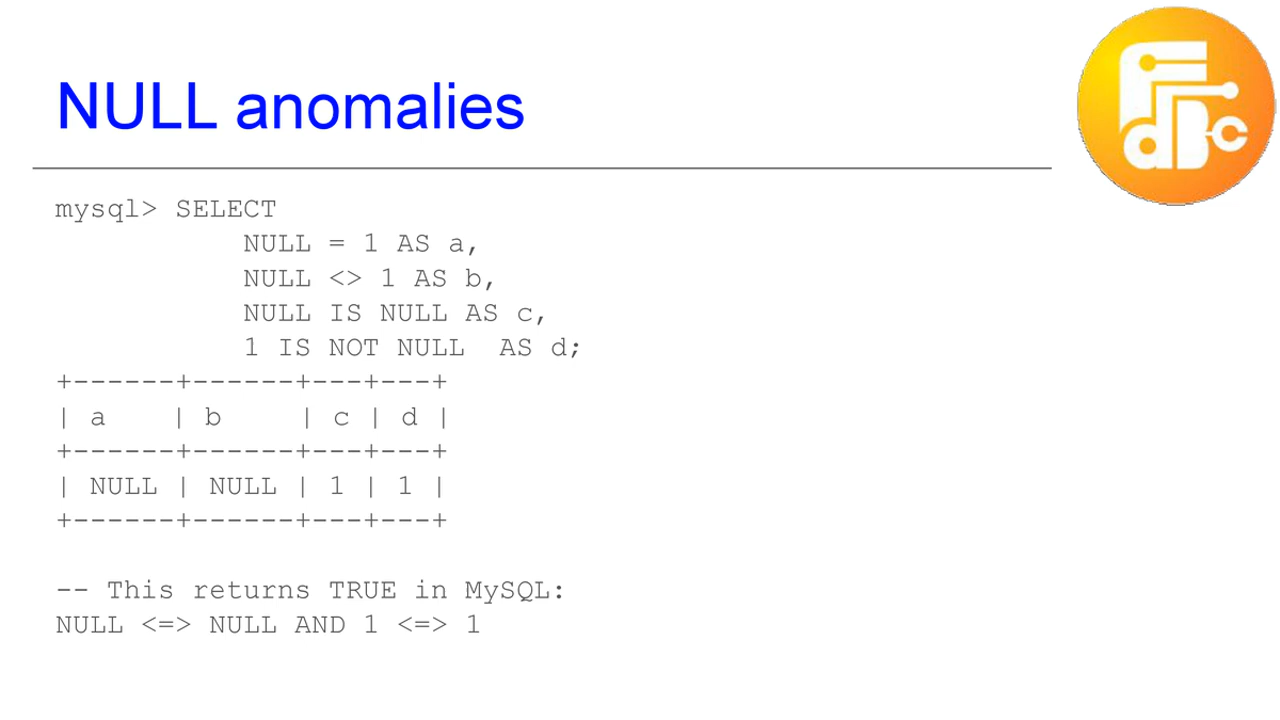 NULL anomalies
mysql> SELECT
           NULL = 1 AS a,
           NULL <> 1 AS b,
           NULL IS NULL AS c,
           1 IS NOT NULL  AS d;
+------+------+---+---+
| a    | b    | c | d |
+------+------+---+---+
| NULL | NULL | 1 | 1 |
+------+------+---+---+
-- This returns TRUE in MySQL:
NULL <=> NULL AND 1 <=> 1